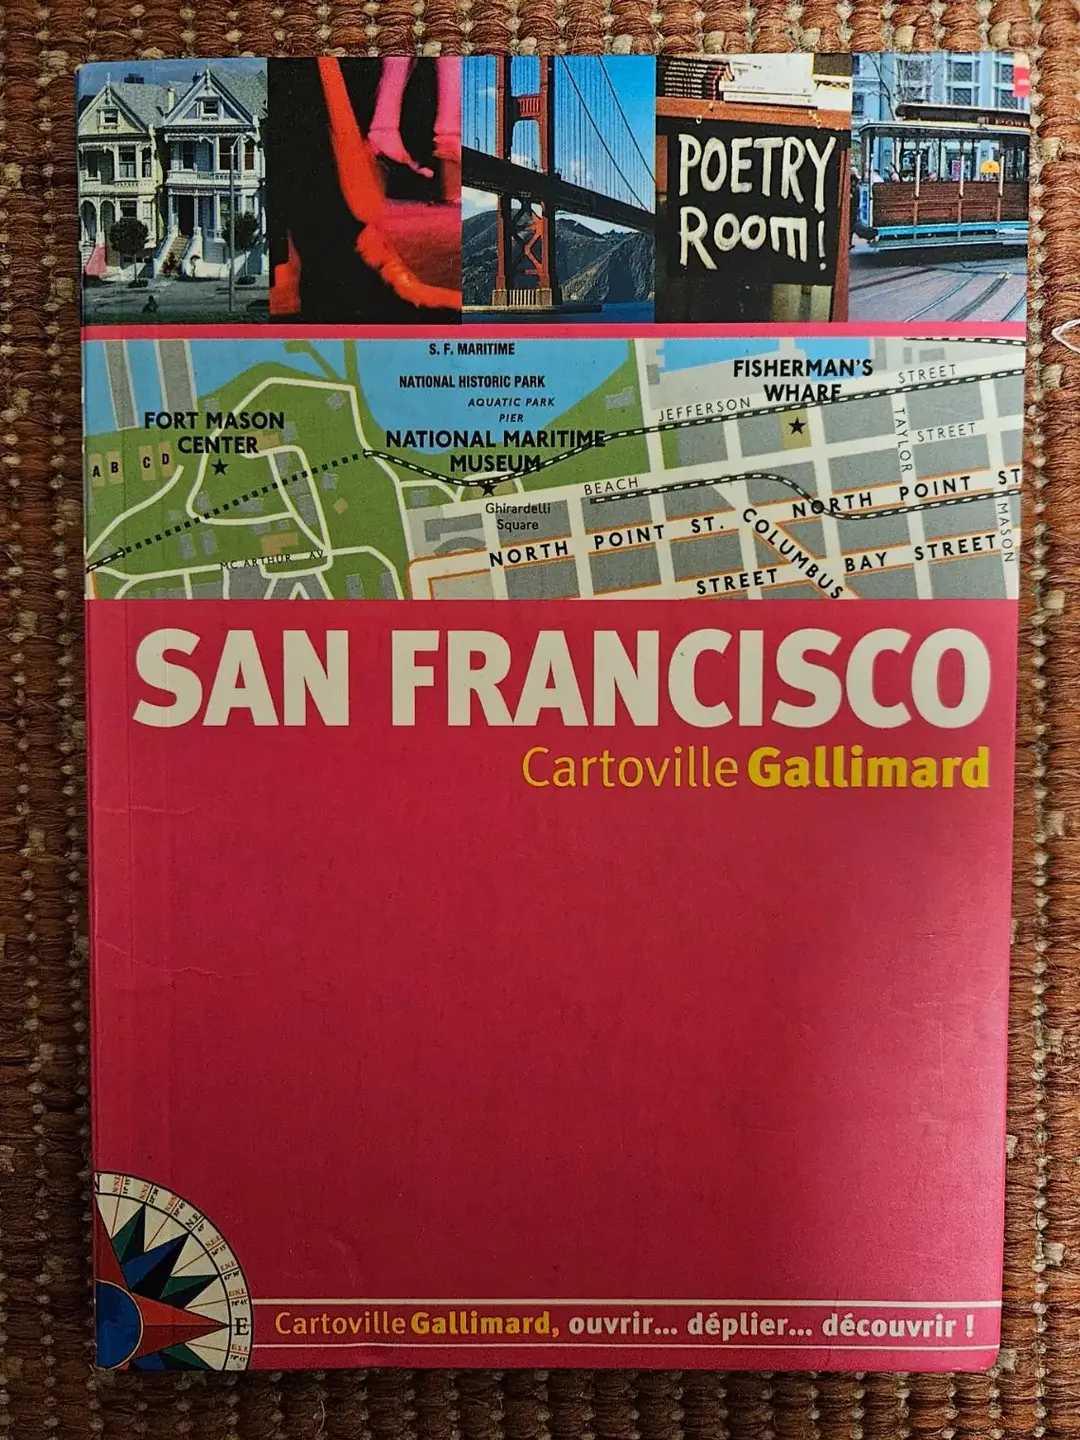 POETRY
ROOM!
S. F. MARITIME
NATIONAL HISTORIC PARK
AQUATIC PARK
PIER
NATIONAL MARITIME
MUSEUM
Ghirardelli
Square
FORT MASON
CENTER
A B C D
MC ARTHUR AV.
FISHERMAN'S
WHARF
JEFFERSON STREET
TAYLOR
BEACH STREET
NORTH POINT ST.
NORTH POINT ST
COLUMBUS
BAY STREET
STREET
MASON
SAN FRANCISCO
Cartoville Gallimard
N
N.E.
E
Cartoville Gallimard, ouvrir... déplier... découvrir !